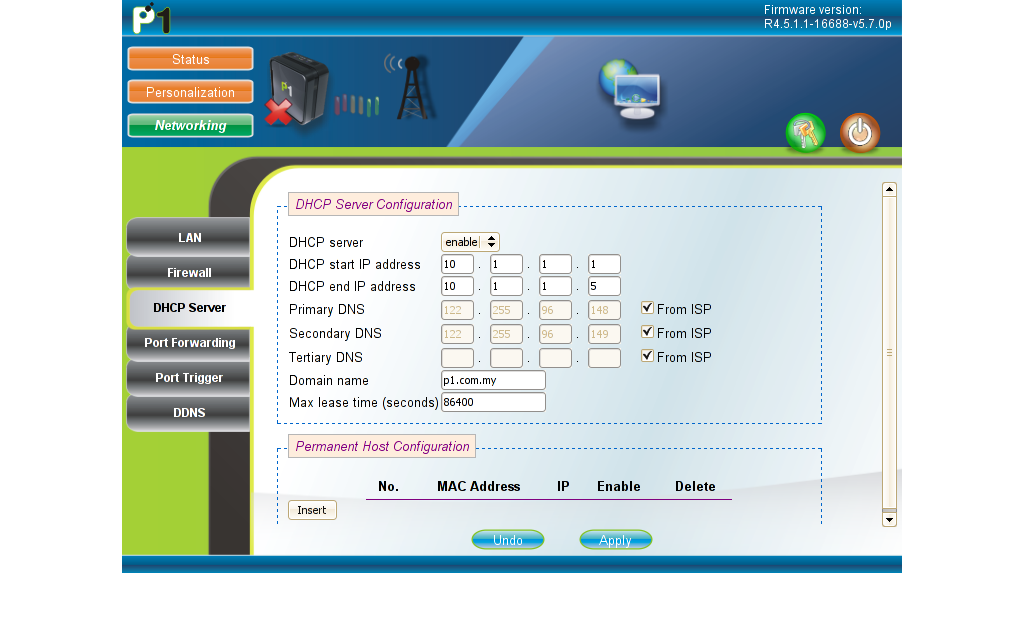 P1
Firmware version:
R4.5.1.1-16688-v5.7.0p
Status
Personalization
Networking
P1
LAN
Firewall
DHCP Server
Port Forwarding
Port Trigger
DDNS
DHCP Server Configuration
DHCP server enable
DHCP start IP address 10 . 1 . 1 . 1
DHCP end IP address 10 . 1 . 1 . 5
Primary DNS 122 . 255 . 96 . 148 From ISP
Secondary DNS 122 . 255 . 96 . 149 From ISP
Tertiary DNS . . . From ISP
Domain name p1.com.my
Max lease time (seconds) 86400
Permanent Host Configuration
No. MAC Address IP Enable Delete
Insert
Undo Apply